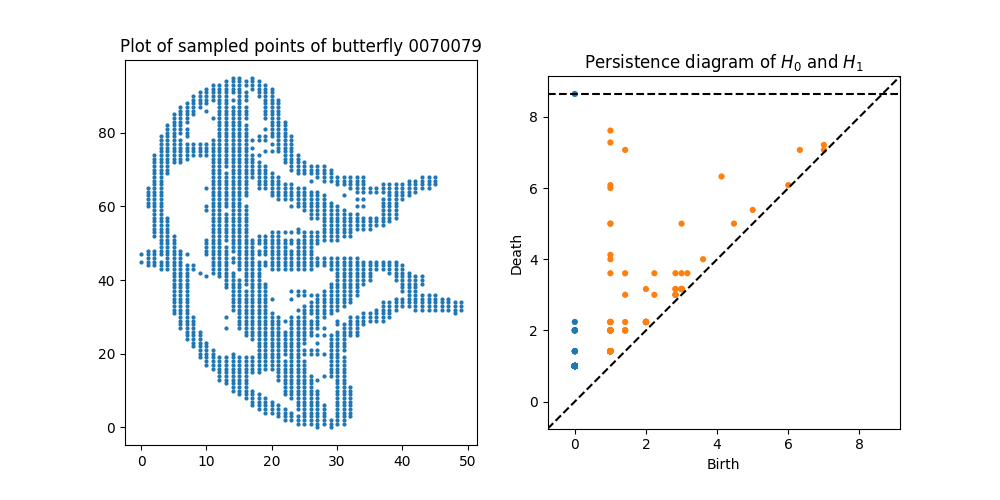 Plot of sampled points of butterfly 0070079
80
60
40
20
0
0 10 20 30 40 50
Persistence diagram of H₀ and H₁
Death
8
6
4
2
0
0 2 4 6 8
Birth